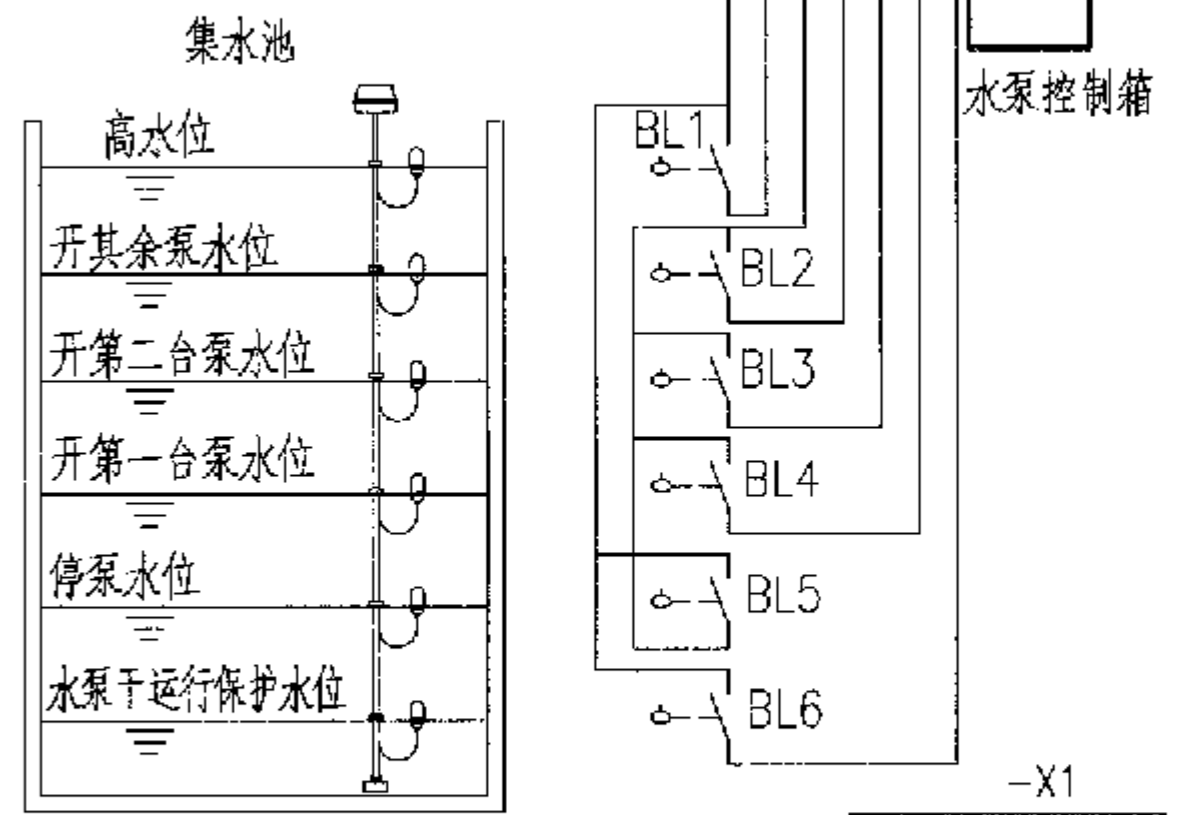 集水池
高水位
开其余泵水位
开第二台泵水位
开第一台泵水位
停泵水位
水泵干运行保护水位
水泵控制箱
BL1
BL2
BL3
BL4
BL5
BL6
-X1